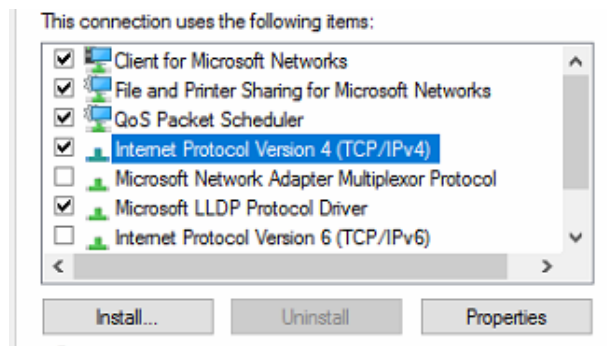 This connection uses the following items:
Client for Microsoft Networks
File and Printer Sharing for Microsoft Networks
QoS Packet Scheduler
Internet Protocol Version 4 (TCP/IPv4)
Microsoft Network Adapter Multiplexor Protocol
Microsoft LLDP Protocol Driver
Internet Protocol Version 6 (TCP/IPv6)
Install... Uninstall Properties